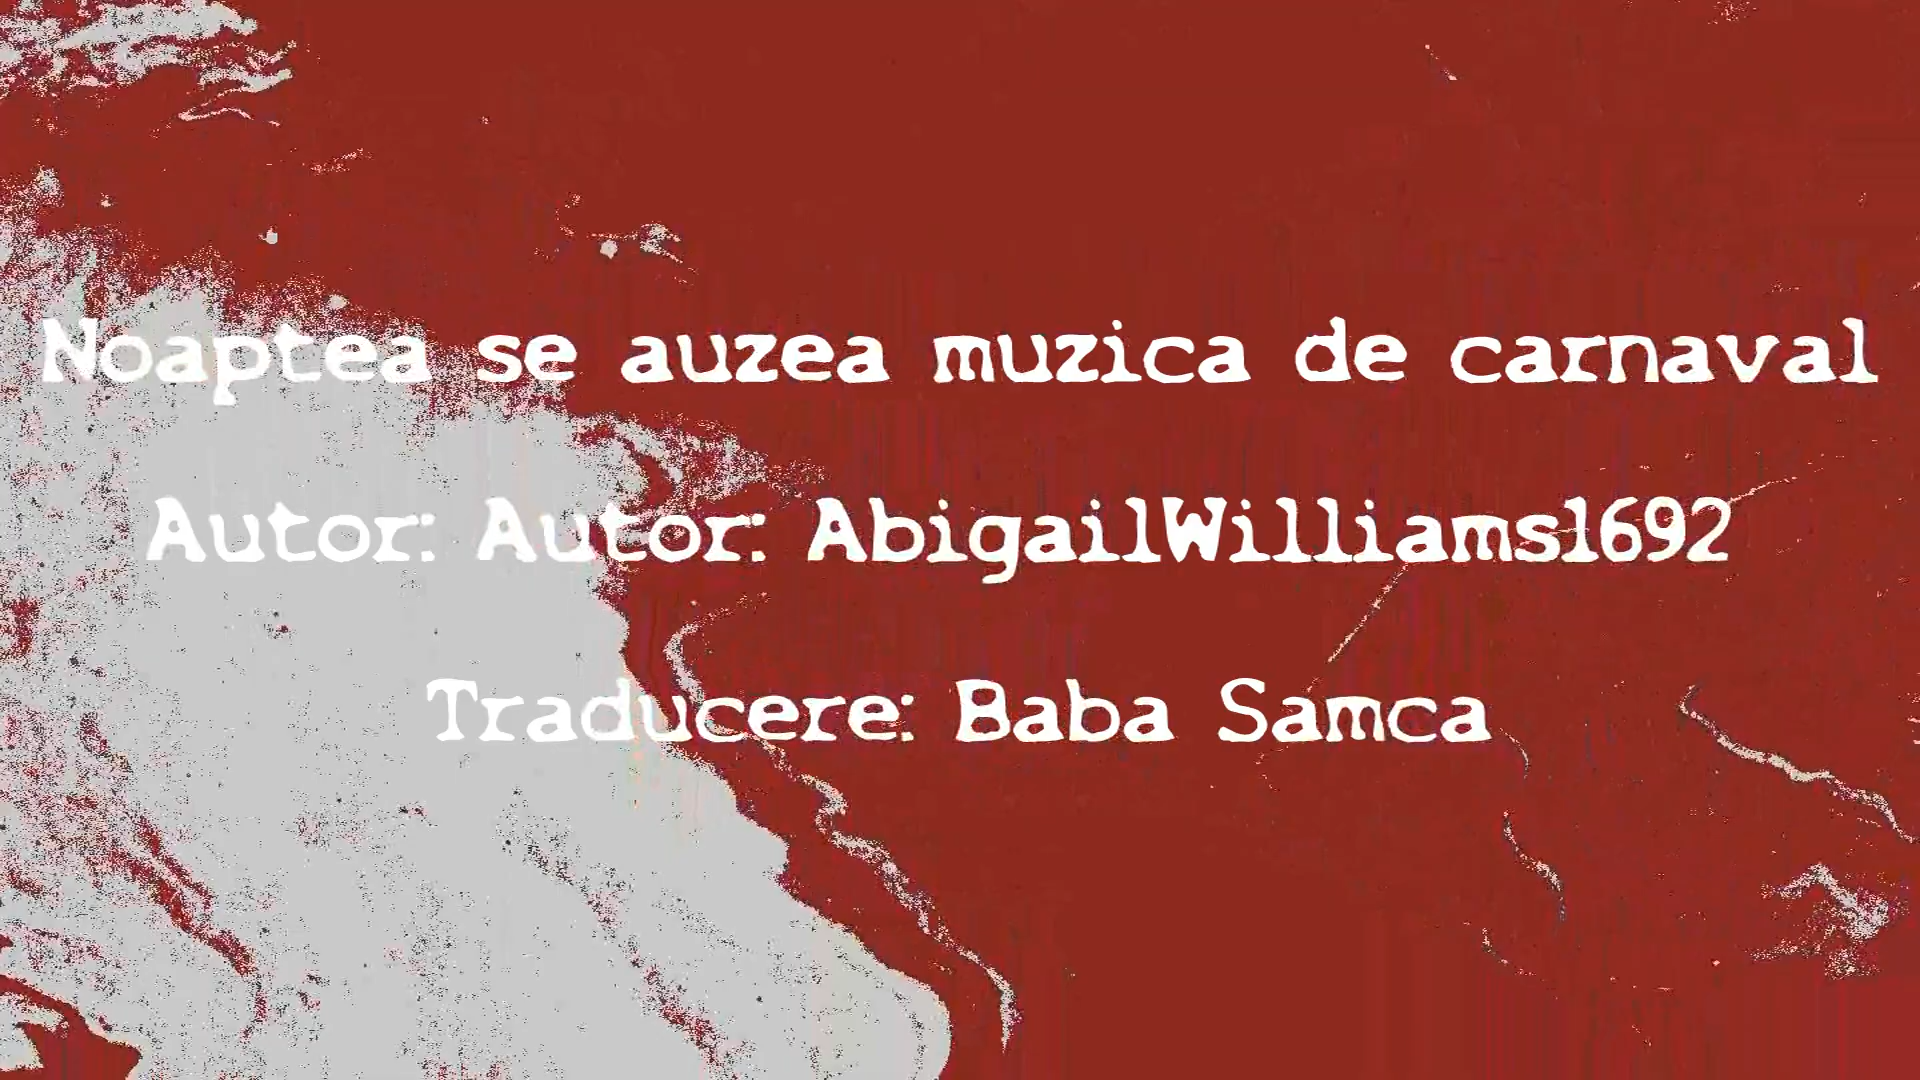 Noaptea se auzea muzica de carnaval
Autor: Autor: AbigailWilliams1692
Traducere: Baba Samca